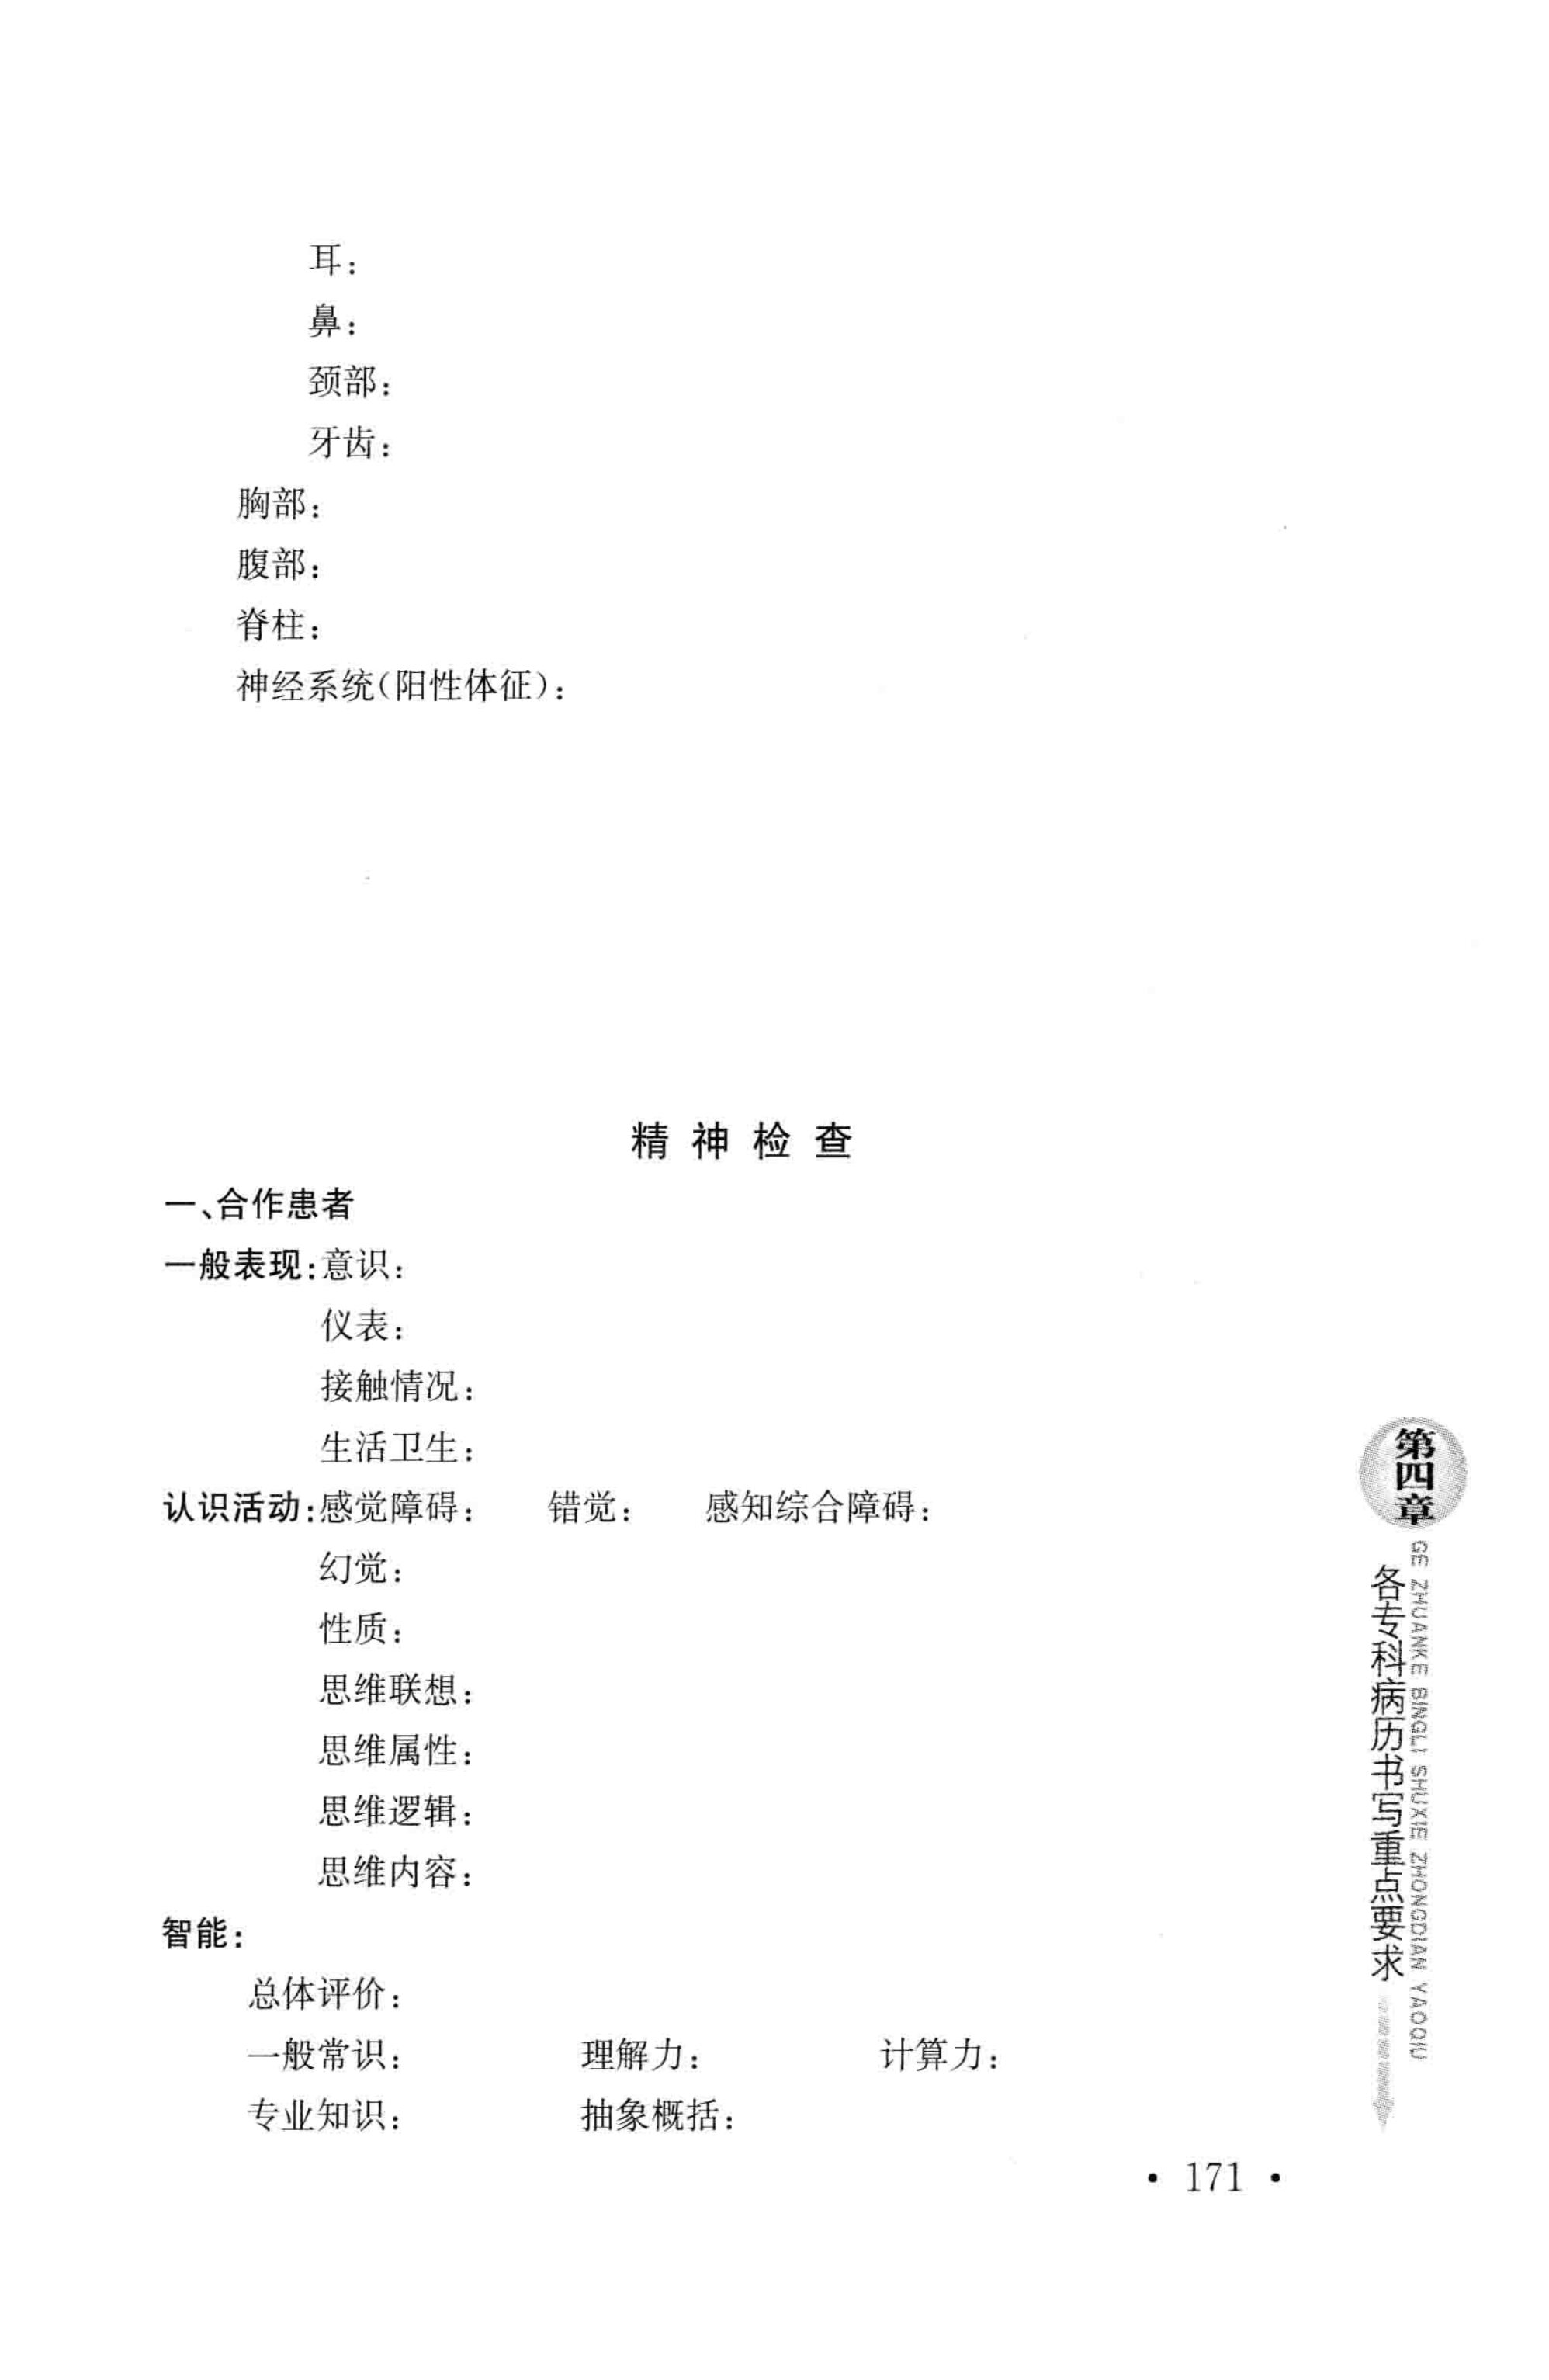 耳：
鼻：
颈部：
牙齿：
胸部：
腹部：
脊柱：
神经系统(阳性体征)：
精神检查
一、合作患者
一般表现：意识：
仪表：
接触情况：
生活卫生：
认识活动：感觉障碍： 错觉： 感知综合障碍：
幻觉：
性质：
思维联想：
思维属性：
思维逻辑：
思维内容：
智能：
总体评价：
一般常识： 理解力： 计算力：
专业知识： 抽象概括：
第四章
各专科病历书写重点要求
GE ZHUANKE BINGLI SHUXIE ZHONGDIAN YAOQIU
• 171 •